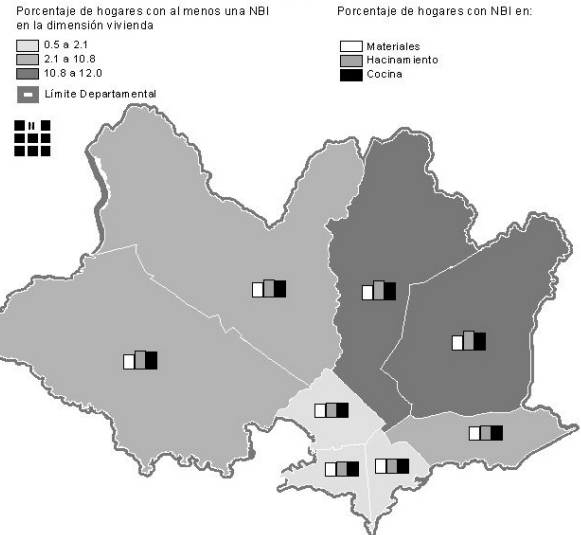 Porcentaje de hogares con al menos una NBI
en la dimensión vivienda
0.5 a 2.1
2.1 a 10.8
10.8 a 12.0
Límite Departamental
N
Porcentaje de hogares con NBI en:
Materiales
Hacinamiento
Cocina